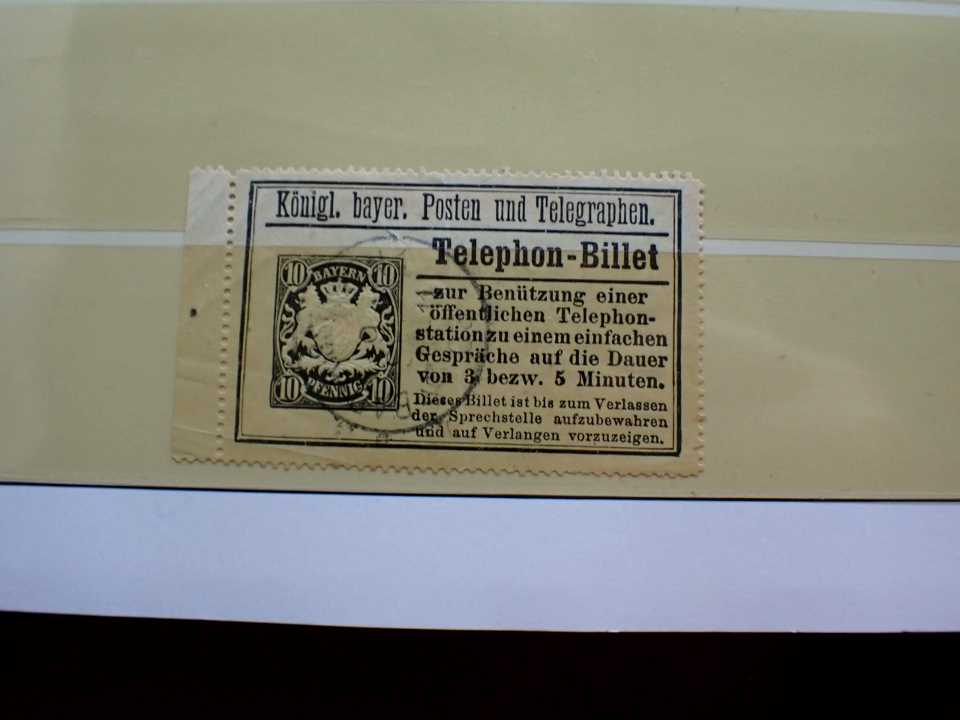 Königl. bayer. Posten und Telegraphen.
10 10
BAYERN
10 10
PFENNIG
Telephon-Billet
zur Benützung einer
öffentlichen Telephon-
station zu einem einfachen
Gespräche auf die Dauer
von 3 bezw. 5 Minuten.
Dieses Billet ist bis zum Verlassen
der Sprechstelle aufzubewahren
und auf Verlangen vorzuzeigen.